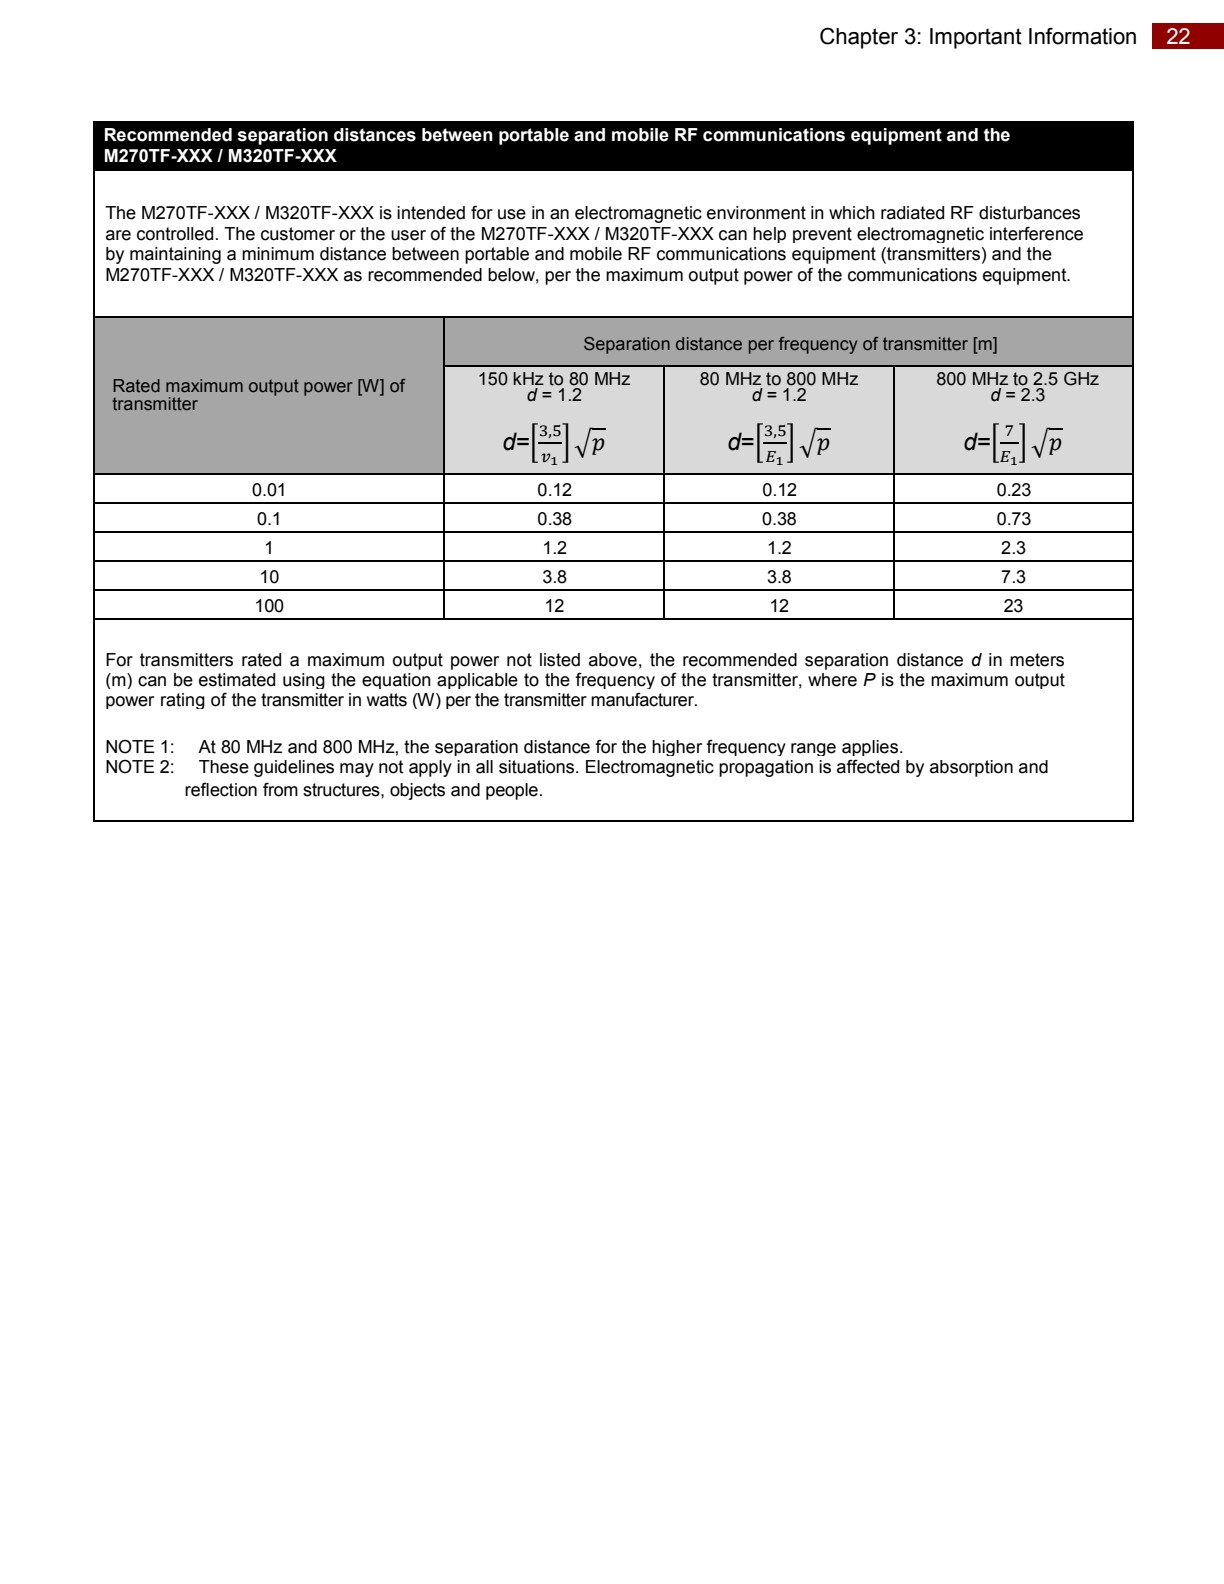 Chapter 3: Important Information 22
Recommended separation distances between portable and mobile RF communications equipment and the
M270TF-XXX / M320TF-XXX
The M270TF-XXX / M320TF-XXX is intended for use in an electromagnetic environment in which radiated RF disturbances
are controlled. The customer or the user of the M270TF-XXX / M320TF-XXX can help prevent electromagnetic interference
by maintaining a minimum distance between portable and mobile RF communications equipment (transmitters) and the
M270TF-XXX / M320TF-XXX as recommended below, per the maximum output power of the communications equipment.
Rated maximum output power [W] of
transmitter
Separation distance per frequency of transmitter [m]
150 kHz to 80 MHz 80 MHz to 800 MHz 800 MHz to 2.5 GHz
d = 1.2 d = 1.2 d = 2.3
d=[3,5/v₁]√p d=[3,5/E₁]√p d=[7/E₁]√p
0.01 0.12 0.12 0.23
0.1 0.38 0.38 0.73
1 1.2 1.2 2.3
10 3.8 3.8 7.3
100 12 12 23
For transmitters rated a maximum output power not listed above, the recommended separation distance d in meters
(m) can be estimated using the equation applicable to the frequency of the transmitter, where P is the maximum output
power rating of the transmitter in watts (W) per the transmitter manufacturer.
NOTE 1: At 80 MHz and 800 MHz, the separation distance for the higher frequency range applies.
NOTE 2: These guidelines may not apply in all situations. Electromagnetic propagation is affected by absorption and
reflection from structures, objects and people.